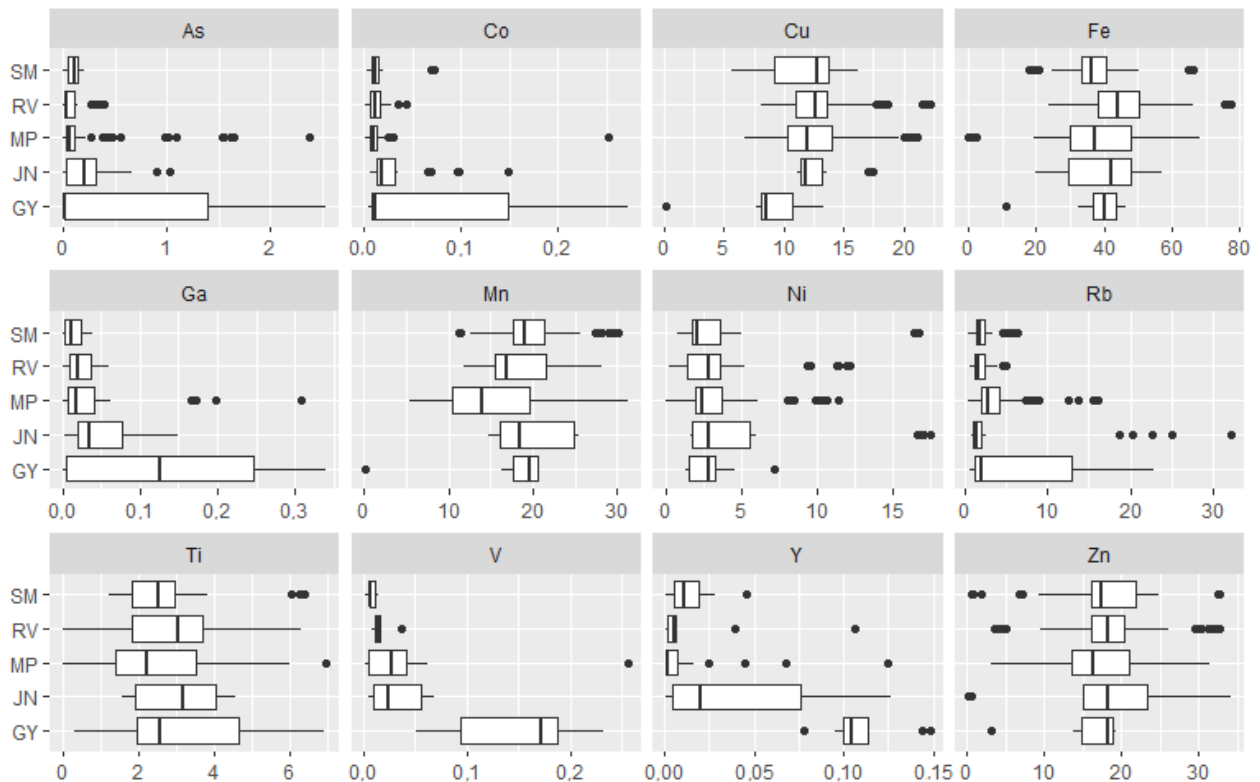 As Co Cu Fe
SM
RV
MP
JN
GY
0 1 2 0,0 0,1 0,2 0 5 10 15 20 0 20 40 60 80
Ga Mn Ni Rb
SM
RV
MP
JN
GY
0,0 0,1 0,2 0,3 0 10 20 30 0 5 10 15 0 10 20 30
Ti V Y Zn
SM
RV
MP
JN
GY
0 2 4 6 0,0 0,1 0,2 0,00 0,05 0,10 0,15 0 10 20 30